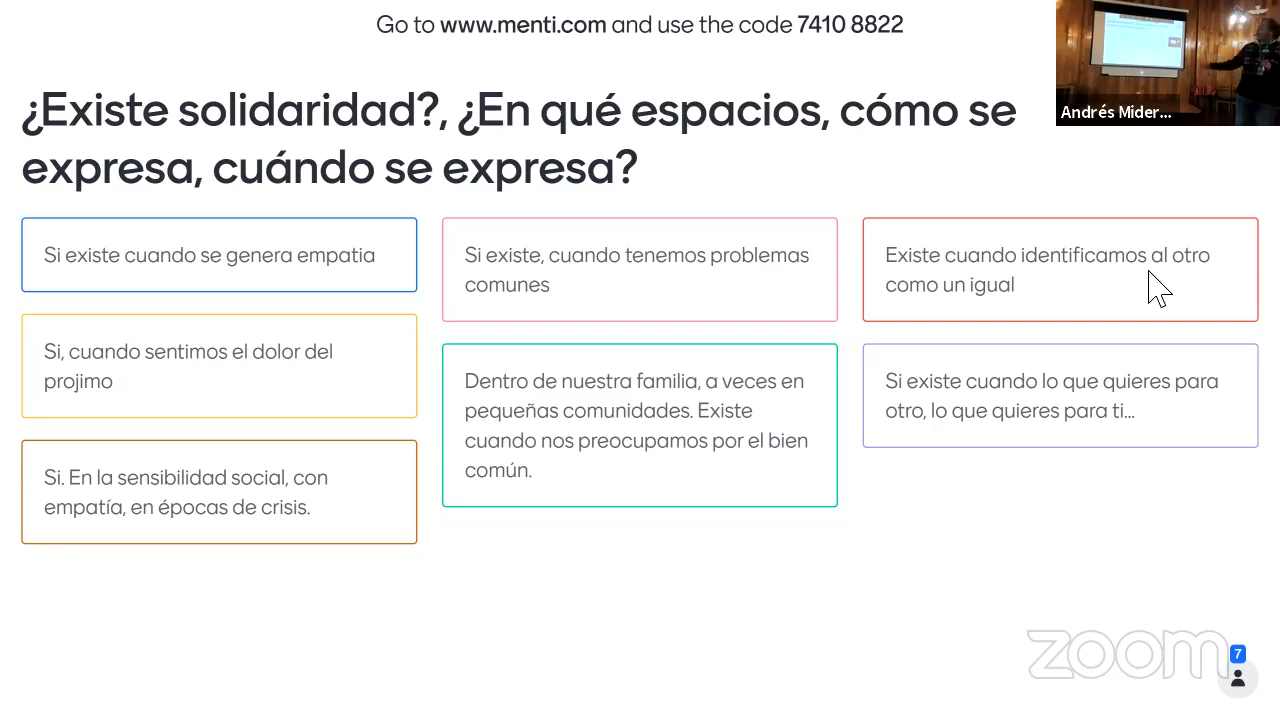 Go to www.menti.com and use the code 7410 8822
Andrés Mider...
¿Existe solidaridad?, ¿En qué espacios, cómo se
expresa, cuándo se expresa?
Si existe cuando se genera empatia
Si, cuando sentimos el dolor del
projimo
Si. En la sensibilidad social, con
empatía, en épocas de crisis.
Si existe, cuando tenemos problemas
comunes
Dentro de nuestra familia, a veces en
pequeñas comunidades. Existe
cuando nos preocupamos por el bien
común.
Existe cuando identificamos al otro
como un igual
Si existe cuando lo que quieres para
otro, lo que quieres para ti...
zoom
7